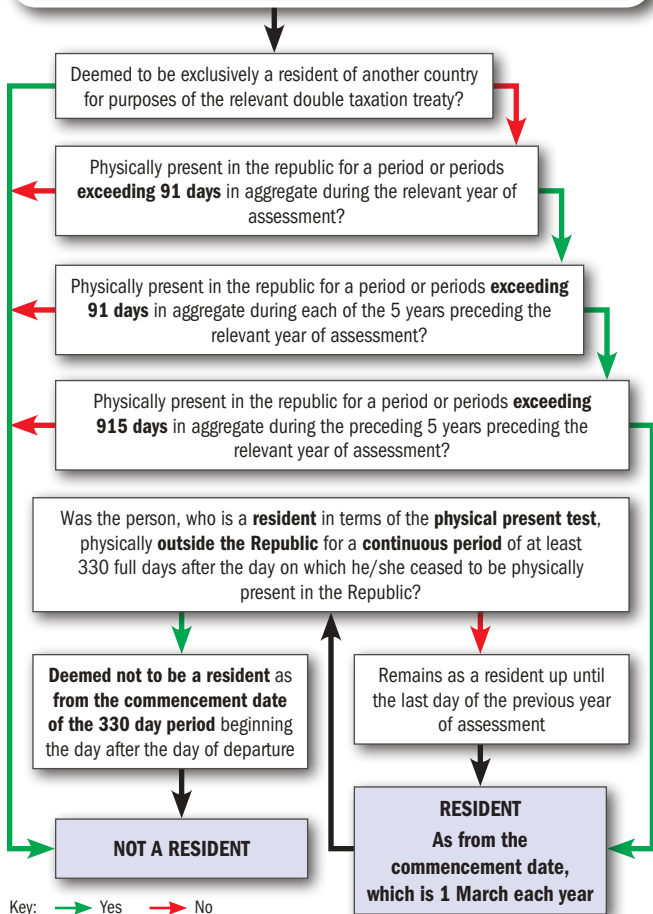 Deemed to be exclusively a resident of another country
for purposes of the relevant double taxation treaty?
Physically present in the republic for a period or periods
exceeding 91 days in aggregate during the relevant year of
assessment?
Physically present in the republic for a period or periods exceeding
91 days in aggregate during each of the 5 years preceding the
relevant year of assessment?
Physically present in the republic for a period or periods exceeding
915 days in aggregate during the preceding 5 years preceding the
relevant year of assessment?
Was the person, who is a resident in terms of the physical present test,
physically outside the Republic for a continuous period of at least
330 full days after the day on which he/she ceased to be physically
present in the Republic?
Deemed not to be a resident as
from the commencement date
of the 330 day period beginning
the day after the day of departure
Remains as a resident up until
the last day of the previous year
of assessment
NOT A RESIDENT
RESIDENT
As from the
commencement date,
which is 1 March each year
Key: Yes No